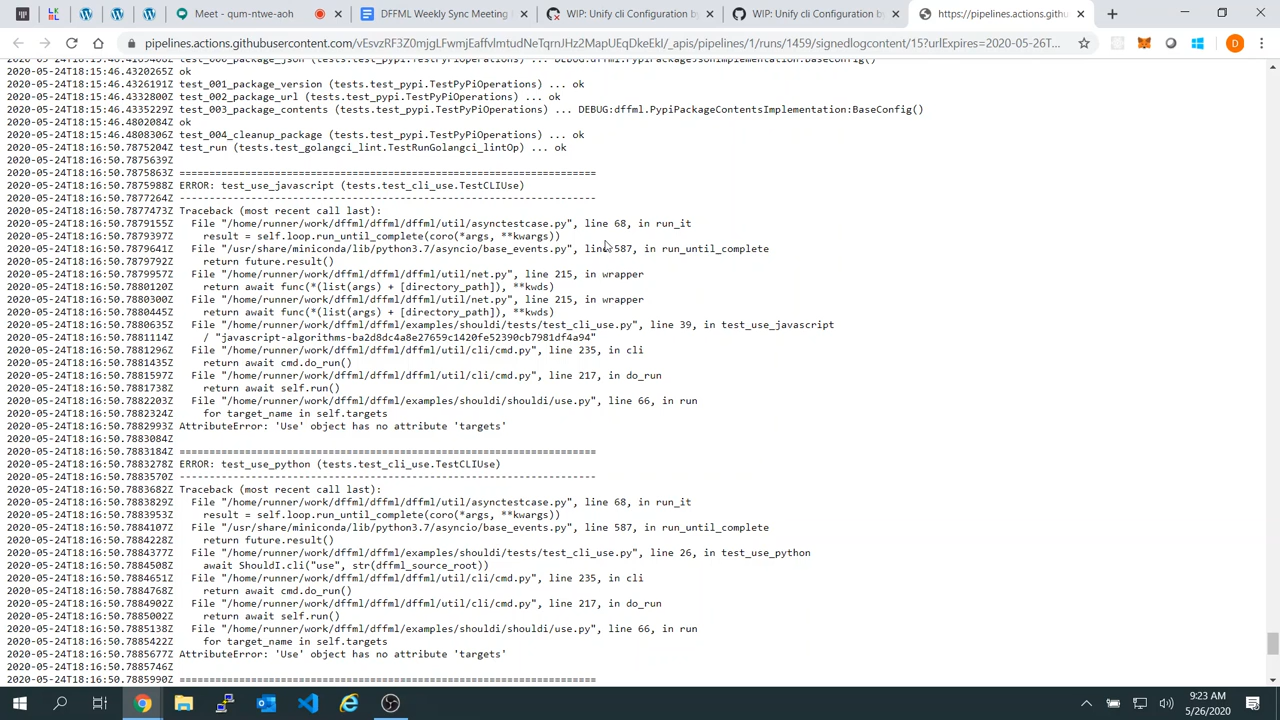 Meet - qum-ntwe-aoh
DFFML Weekly Sync Meeting
WIP: Unify cli Configuration by
WIP: Unify cli Configuration by
https://pipelines.actions.githubu
2020-05-24T18:15:46.4320265Z ok
2020-05-24T18:15:46.4326191Z test_001_package_version (tests.test_pypi.TestPyPiOperations) ... ok
2020-05-24T18:15:46.4332800Z test_002_package_url (tests.test_pypi.TestPyPiOperations) ... ok
2020-05-24T18:15:46.4335229Z test_003_package_contents (tests.test_pypi.TestPyPiOperations) ... DEBUG:dffml.PypiPackageContentsImplementation:BaseConfig()
2020-05-24T18:15:46.4802084Z ok
2020-05-24T18:15:46.4808306Z test_004_cleanup_package (tests.test_pypi.TestPyPiOperations) ... ok
2020-05-24T18:16:50.7875204Z test_run (tests.test_golangci_lint.TestRunGolangci_lintOp) ... ok
2020-05-24T18:16:50.7875639Z
2020-05-24T18:16:50.7875863Z ======================================================================
2020-05-24T18:16:50.7875988Z ERROR: test_use_javascript (tests.test_cli_use.TestCLIUse)
2020-05-24T18:16:50.7877264Z ----------------------------------------------------------------------
2020-05-24T18:16:50.7877473Z Traceback (most recent call last):
2020-05-24T18:16:50.7879155Z File "/home/runner/work/dffml/dffml/dffml/util/asynctestcase.py", line 68, in run_it
2020-05-24T18:16:50.7879397Z result = self.loop.run_until_complete(coro(*args, **kwargs))
2020-05-24T18:16:50.7879641Z File "/usr/share/miniconda/lib/python3.7/asyncio/base_events.py", line 587, in run_until_complete
2020-05-24T18:16:50.7879792Z return future.result()
2020-05-24T18:16:50.7879957Z File "/home/runner/work/dffml/dffml/dffml/util/net.py", line 215, in wrapper
2020-05-24T18:16:50.7880120Z return await func(*(list(args) + [directory_path]), **kwds)
2020-05-24T18:16:50.7880300Z File "/home/runner/work/dffml/dffml/dffml/util/net.py", line 215, in wrapper
2020-05-24T18:16:50.7880445Z return await func(*(list(args) + [directory_path]), **kwds)
2020-05-24T18:16:50.7880635Z File "/home/runner/work/dffml/dffml/examples/shouldi/tests/test_cli_use.py", line 39, in test_use_javascript
2020-05-24T18:16:50.7881114Z / "javascript-algorithms-ba2d8dc4a8e27659c1420fe52390cb7981df4a94"
2020-05-24T18:16:50.7881296Z File "/home/runner/work/dffml/dffml/dffml/util/cli/cmd.py", line 235, in cli
2020-05-24T18:16:50.7881435Z return await cmd.do_run()
2020-05-24T18:16:50.7881597Z File "/home/runner/work/dffml/dffml/dffml/util/cli/cmd.py", line 217, in do_run
2020-05-24T18:16:50.7881738Z return await self.run()
2020-05-24T18:16:50.7882203Z File "/home/runner/work/dffml/dffml/examples/shouldi/shouldi/use.py", line 66, in run
2020-05-24T18:16:50.7882324Z for target_name in self.targets
2020-05-24T18:16:50.7882993Z AttributeError: 'Use' object has no attribute 'targets'
2020-05-24T18:16:50.7883084Z
2020-05-24T18:16:50.7883184Z ======================================================================
2020-05-24T18:16:50.7883278Z ERROR: test_use_python (tests.test_cli_use.TestCLIUse)
2020-05-24T18:16:50.7883570Z ----------------------------------------------------------------------
2020-05-24T18:16:50.7883682Z Traceback (most recent call last):
2020-05-24T18:16:50.7883829Z File "/home/runner/work/dffml/dffml/dffml/util/asynctestcase.py", line 68, in run_it
2020-05-24T18:16:50.7883953Z result = self.loop.run_until_complete(coro(*args, **kwargs))
2020-05-24T18:16:50.7884107Z File "/usr/share/miniconda/lib/python3.7/asyncio/base_events.py", line 587, in run_until_complete
2020-05-24T18:16:50.7884228Z return future.result()
2020-05-24T18:16:50.7884377Z File "/home/runner/work/dffml/dffml/examples/shouldi/tests/test_cli_use.py", line 26, in test_use_python
2020-05-24T18:16:50.7884508Z await ShouldI.cli("use", str(dffml_source_root))
2020-05-24T18:16:50.7884651Z File "/home/runner/work/dffml/dffml/dffml/util/cli/cmd.py", line 235, in cli
2020-05-24T18:16:50.7884768Z return await cmd.do_run()
2020-05-24T18:16:50.7884902Z File "/home/runner/work/dffml/dffml/dffml/util/cli/cmd.py", line 217, in do_run
2020-05-24T18:16:50.7885002Z return await self.run()
2020-05-24T18:16:50.7885138Z File "/home/runner/work/dffml/dffml/examples/shouldi/shouldi/use.py", line 66, in run
2020-05-24T18:16:50.7885422Z for target_name in self.targets
2020-05-24T18:16:50.7885677Z AttributeError: 'Use' object has no attribute 'targets'
2020-05-24T18:16:50.7885746Z
2020-05-24T18:16:50.7885990Z ======================================================================
9:23 AM
5/26/2020